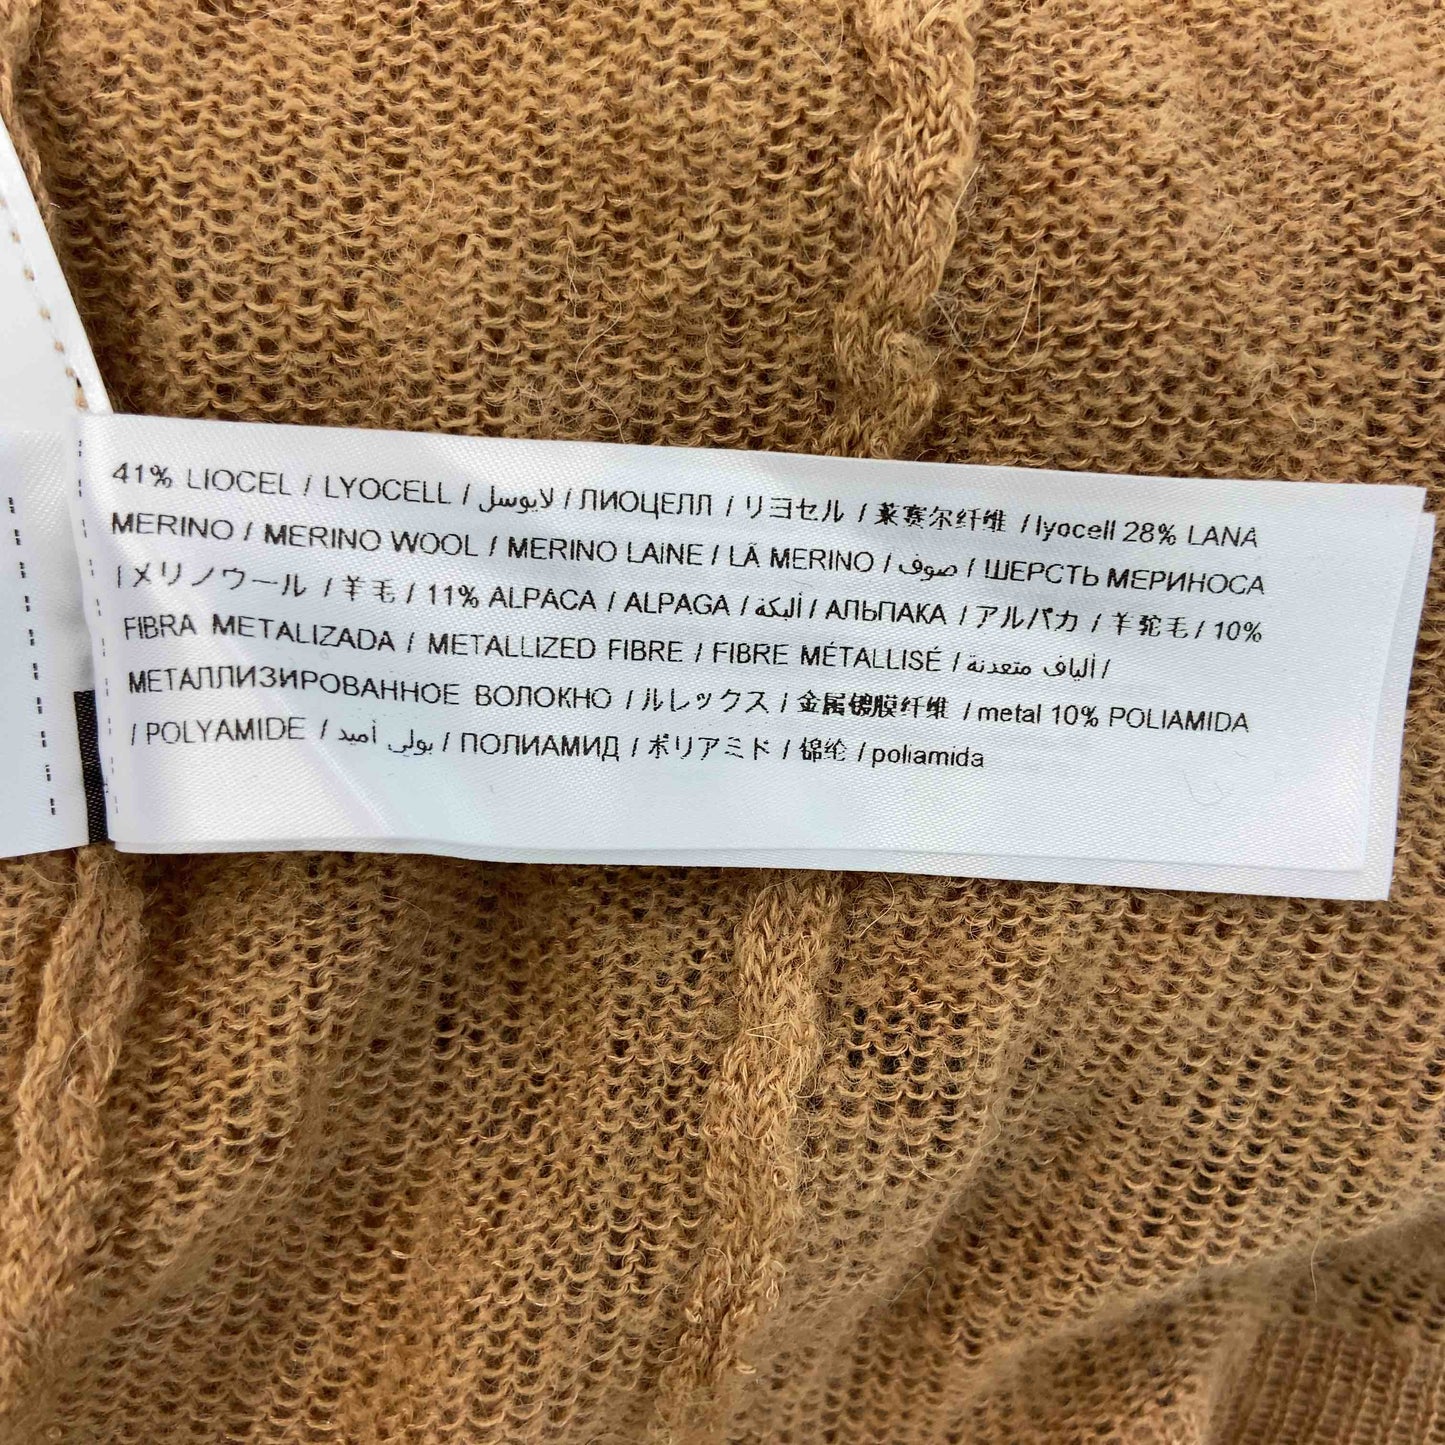 41% LIOCEL / LYOCELL / لايوسل / ЛИОЦЕЛЛ / リヨセル / 莱赛尔纤维 / lyocell 28% LANA
MERINO / MERINO WOOL / MERINO LAINE / LÃ MERINO / صوف / ШЕРСТЬ МЕРИНОСА
/ メリノウール / 羊毛 / 11% ALPACA / ALPAGA / ألبكة / АЛЬПАКА / アルパカ / 羊驼毛 / 10%
FIBRA METALIZADA / METALLIZED FIBRE / FIBRE MÉTALLISÉ / ألياف متعدنة /
МЕТАЛЛИЗИРОВАННОЕ ВОЛОКНО / ルレックス / 金属镀膜纤维 / metal 10% POLIAMIDA
/ POLYAMIDE / بولي أميد / ПОЛИАМИД / ポリアミド / 锦纶 / poliamida